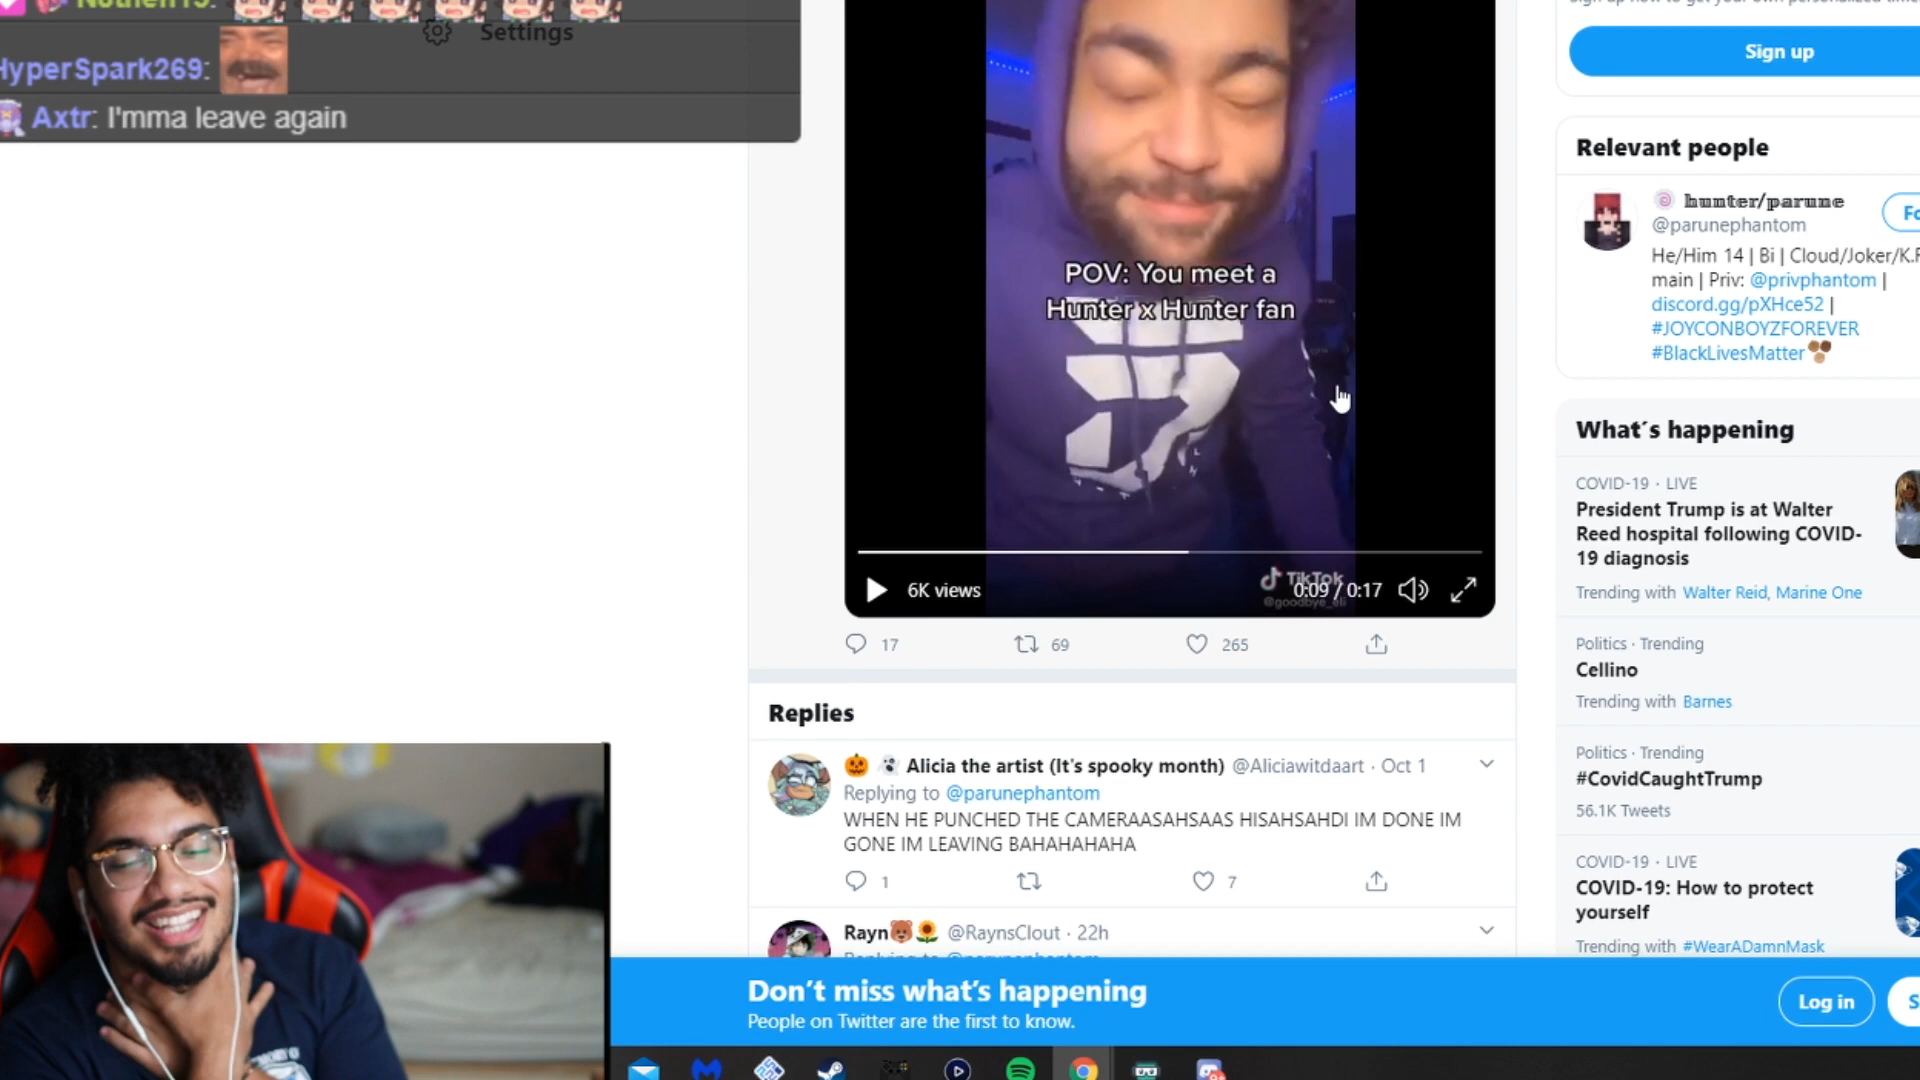 Settings
HyperSpark269:
Axtr: I'mma leave again
POV: You meet a
Hunter x Hunter fan
6K views
TikTok
0:09 / 0:17
@goodbye_eli
17
69
265
Replies
Alicia the artist (It's spooky month) @Aliciawitdaart · Oct 1
Replying to @parunephantom
WHEN HE PUNCHED THE CAMERAASAHSAAS HISAHSAHDI IM DONE IM
GONE IM LEAVING BAHAHAHAHA
1
7
Rayn @RaynsClout · 22h
Replying to @parunephantom
Sign up
Relevant people
hunter/parune
@parunephantom
He/Him 14 | Bi | Cloud/Joker/K.R
main | Priv: @privphantom |
discord.gg/pXHce52 |
#JOYCONBOYZFOREVER
#BlackLivesMatter
What's happening
COVID-19 · LIVE
President Trump is at Walter
Reed hospital following COVID-
19 diagnosis
Trending with Walter Reid, Marine One
Politics · Trending
Cellino
Trending with Barnes
Politics · Trending
#CovidCaughtTrump
56.1K Tweets
COVID-19 · LIVE
COVID-19: How to protect
yourself
Trending with #WearADamnMask
Don't miss what's happening
People on Twitter are the first to know.
Log in